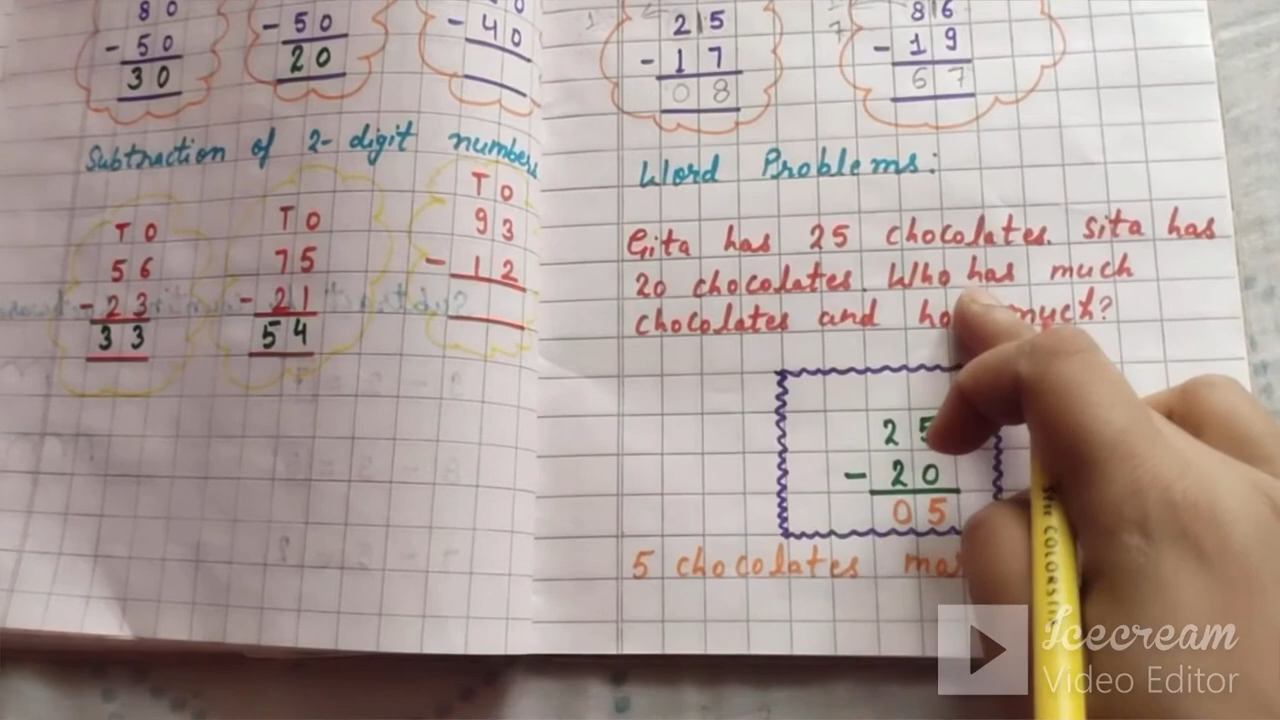 80
- 50
30
- 50
20
- 40
Subtraction of 2- digit numbers
T O
56
- 23
33
T O
75
- 21
54
T O
93
- 12
215
- 17
08
816
- 19
67
Word Problems:
Gita has 25 chocolates. Sita has
20 chocolates. Who has much
chocolates and much?
25
- 20
05
5 chocolates
Icecream
Video Editor